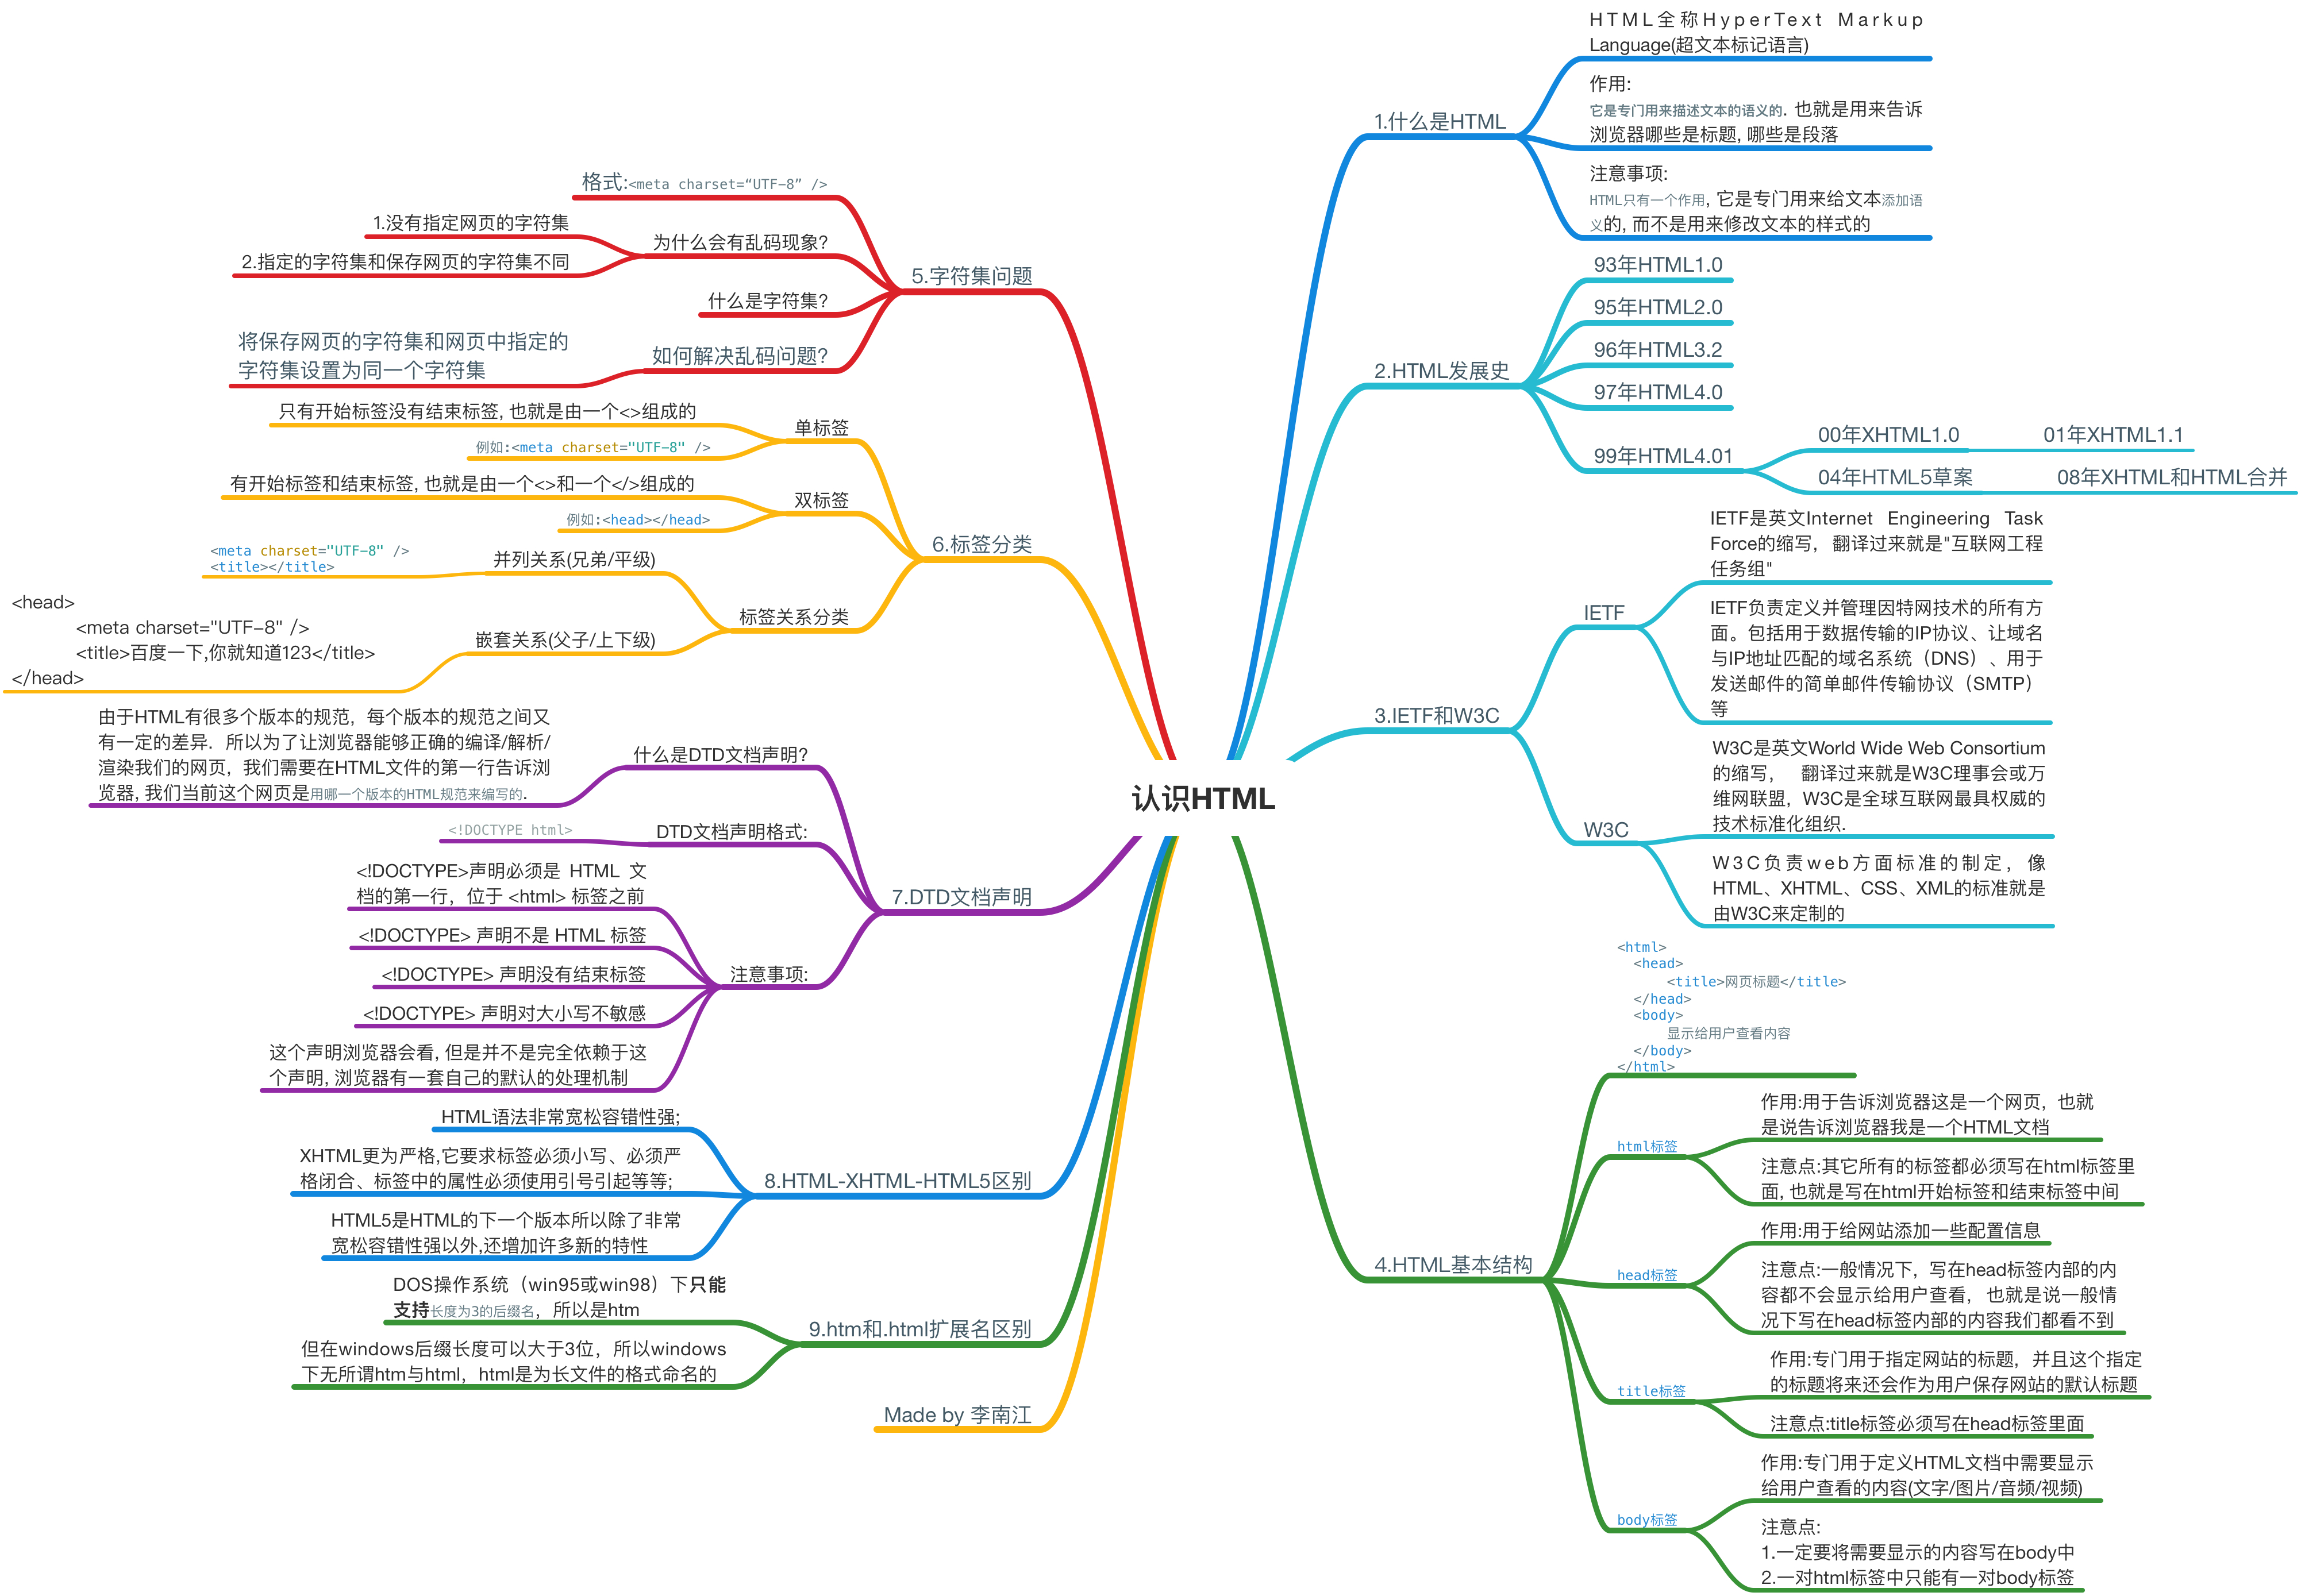 认识HTML
1.什么是HTML
HTML全称HyperText Markup
Language(超文本标记语言)
作用:
它是专门用来描述文本的语义的. 也就是用来告诉
浏览器哪些是标题, 哪些是段落
注意事项:
HTML只有一个作用, 它是专门用来给文本添加语
义的, 而不是用来修改文本的样式的
2.HTML发展史
93年HTML1.0
95年HTML2.0
96年HTML3.2
97年HTML4.0
99年HTML4.01
00年XHTML1.0
01年XHTML1.1
04年HTML5草案
08年XHTML和HTML合并
3.IETF和W3C
IETF
IETF是英文Internet Engineering Task
Force的缩写，翻译过来就是"互联网工程
任务组"
IETF负责定义并管理因特网技术的所有方
面。包括用于数据传输的IP协议、让域名
与IP地址匹配的域名系统（DNS）、用于
发送邮件的简单邮件传输协议（SMTP）
等
W3C
W3C是英文World Wide Web Consortium
的缩写， 翻译过来就是W3C理事会或万
维网联盟，W3C是全球互联网最具权威的
技术标准化组织.
W3C负责web方面标准的制定，像
HTML、XHTML、CSS、XML的标准就是
由W3C来定制的
4.HTML基本结构
<html>
<head>
<title>网页标题</title>
</head>
<body>
显示给用户查看内容
</body>
</html>
html标签
作用:用于告诉浏览器这是一个网页，也就
是说告诉浏览器我是一个HTML文档
注意点:其它所有的标签都必须写在html标签里
面, 也就是写在html开始标签和结束标签中间
head标签
作用:用于给网站添加一些配置信息
注意点:一般情况下，写在head标签内部的内
容都不会显示给用户查看，也就是说一般情
况下写在head标签内部的内容我们都看不到
title标签
作用:专门用于指定网站的标题，并且这个指定
的标题将来还会作为用户保存网站的默认标题
注意点:title标签必须写在head标签里面
body标签
作用:专门用于定义HTML文档中需要显示
给用户查看的内容(文字/图片/音频/视频)
注意点:
1.一定要将需要显示的内容写在body中
2.一对html标签中只能有一对body标签
5.字符集问题
格式:<meta charset=“UTF-8” />
为什么会有乱码现象?
1.没有指定网页的字符集
2.指定的字符集和保存网页的字符集不同
什么是字符集?
如何解决乱码问题?
将保存网页的字符集和网页中指定的
字符集设置为同一个字符集
6.标签分类
单标签
只有开始标签没有结束标签, 也就是由一个<>组成的
例如:<meta charset="UTF-8" />
双标签
有开始标签和结束标签, 也就是由一个<>和一个</>组成的
例如:<head></head>
标签关系分类
并列关系(兄弟/平级)
<meta charset="UTF-8" />
<title></title>
嵌套关系(父子/上下级)
<head>
<meta charset="UTF-8" />
<title>百度一下,你就知道123</title>
</head>
7.DTD文档声明
什么是DTD文档声明?
由于HTML有很多个版本的规范，每个版本的规范之间又
有一定的差异. 所以为了让浏览器能够正确的编译/解析/
渲染我们的网页，我们需要在HTML文件的第一行告诉浏
览器, 我们当前这个网页是用哪一个版本的HTML规范来编写的.
DTD文档声明格式:
<!DOCTYPE html>
注意事项:
<!DOCTYPE>声明必须是 HTML 文
档的第一行，位于 <html> 标签之前
<!DOCTYPE> 声明不是 HTML 标签
<!DOCTYPE> 声明没有结束标签
<!DOCTYPE> 声明对大小写不敏感
这个声明浏览器会看, 但是并不是完全依赖于这
个声明, 浏览器有一套自己的默认的处理机制
8.HTML-XHTML-HTML5区别
HTML语法非常宽松容错性强;
XHTML更为严格,它要求标签必须小写、必须严
格闭合、标签中的属性必须使用引号引起等等;
HTML5是HTML的下一个版本所以除了非常
宽松容错性强以外,还增加许多新的特性
9.htm和.html扩展名区别
DOS操作系统（win95或win98）下只能
支持长度为3的后缀名，所以是htm
但在windows后缀长度可以大于3位，所以windows
下无所谓htm与html，html是为长文件的格式命名的
Made by 李南江